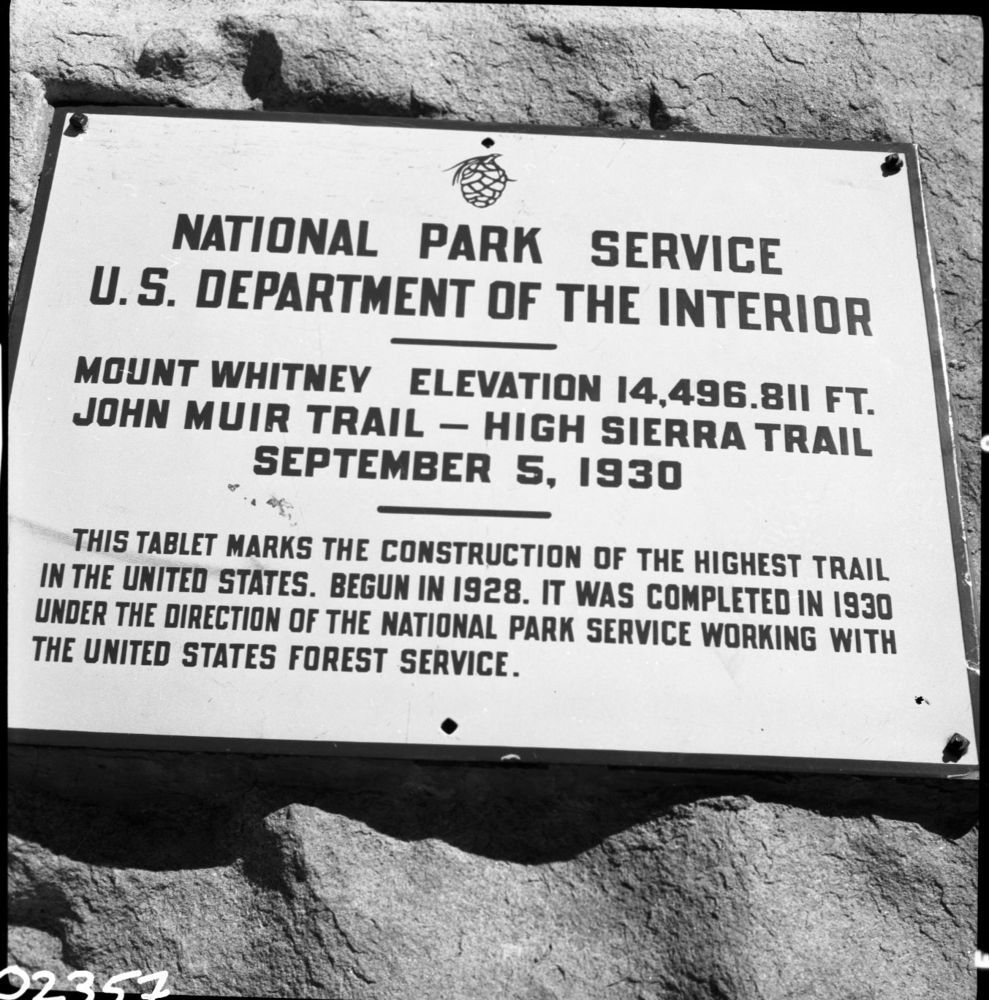 NATIONAL PARK SERVICE
U.S. DEPARTMENT OF THE INTERIOR
MOUNT WHITNEY ELEVATION 14,496.811 FT.
JOHN MUIR TRAIL — HIGH SIERRA TRAIL
SEPTEMBER 5, 1930
THIS TABLET MARKS THE CONSTRUCTION OF THE HIGHEST TRAIL
IN THE UNITED STATES. BEGUN IN 1928. IT WAS COMPLETED IN 1930
UNDER THE DIRECTION OF THE NATIONAL PARK SERVICE WORKING WITH
THE UNITED STATES FOREST SERVICE.
02357